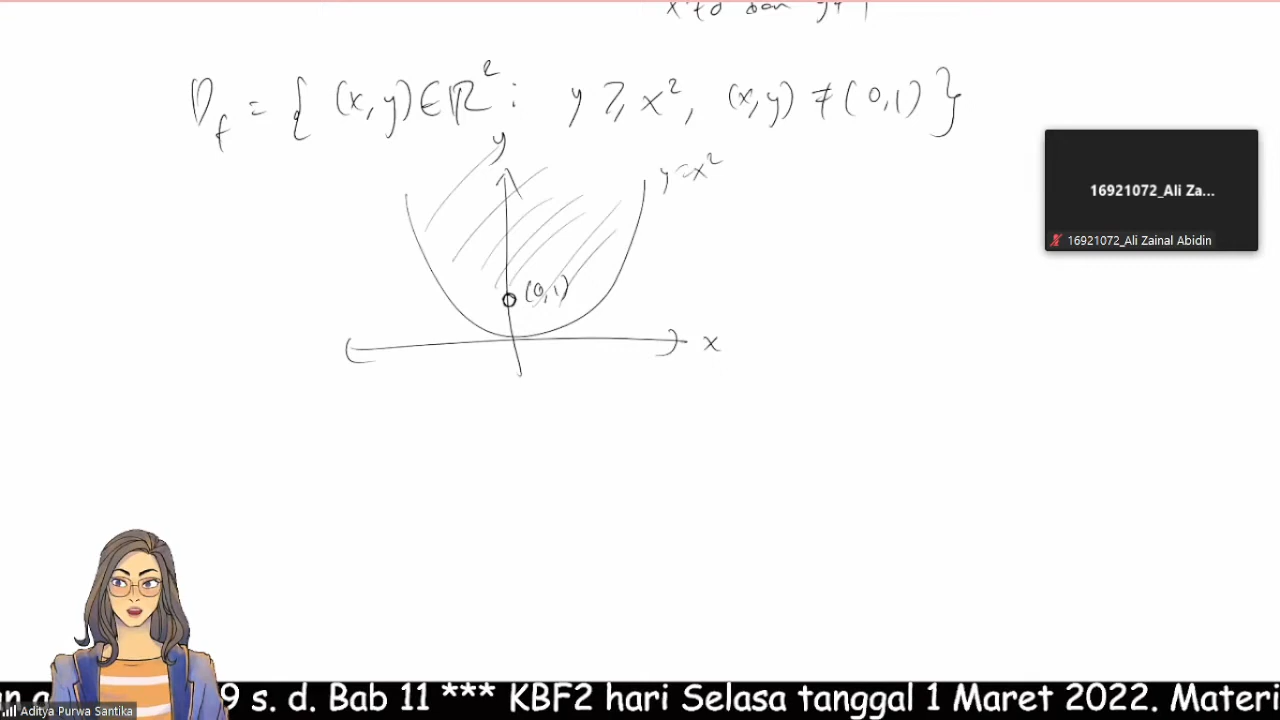 D_f = { (x,y) ∈ ℝ² : y ≥ x², (x,y) ≠ (0,1) }
y
y = x²
16921072_Ali Za...
16921072_Ali Zainal Abidin
(0,1)
x
9 s. d. Bab 11 *** KBF2 hari Selasa tanggal 1 Maret 2022. Materi
Aditya Purwa Santika